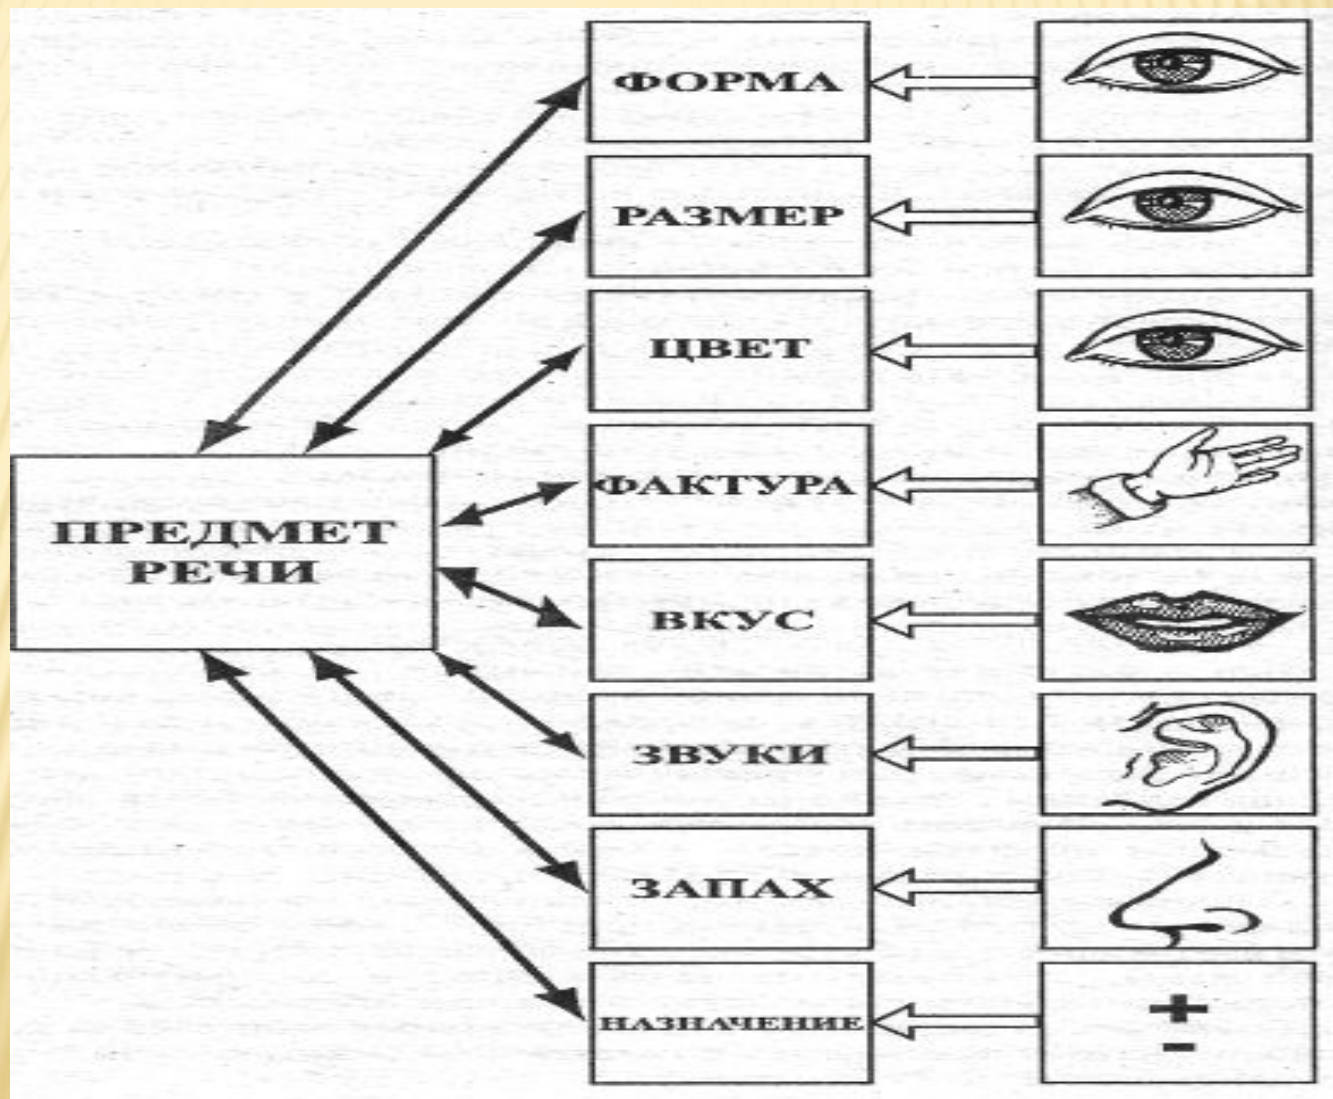 ФОРМА
РАЗМЕР
ЦВЕТ
ФАКТУРА
ПРЕДМЕТ
РЕЧИ
ВКУС
ЗВУКИ
ЗАПАХ
НАЗНАЧЕНИЕ
+
-